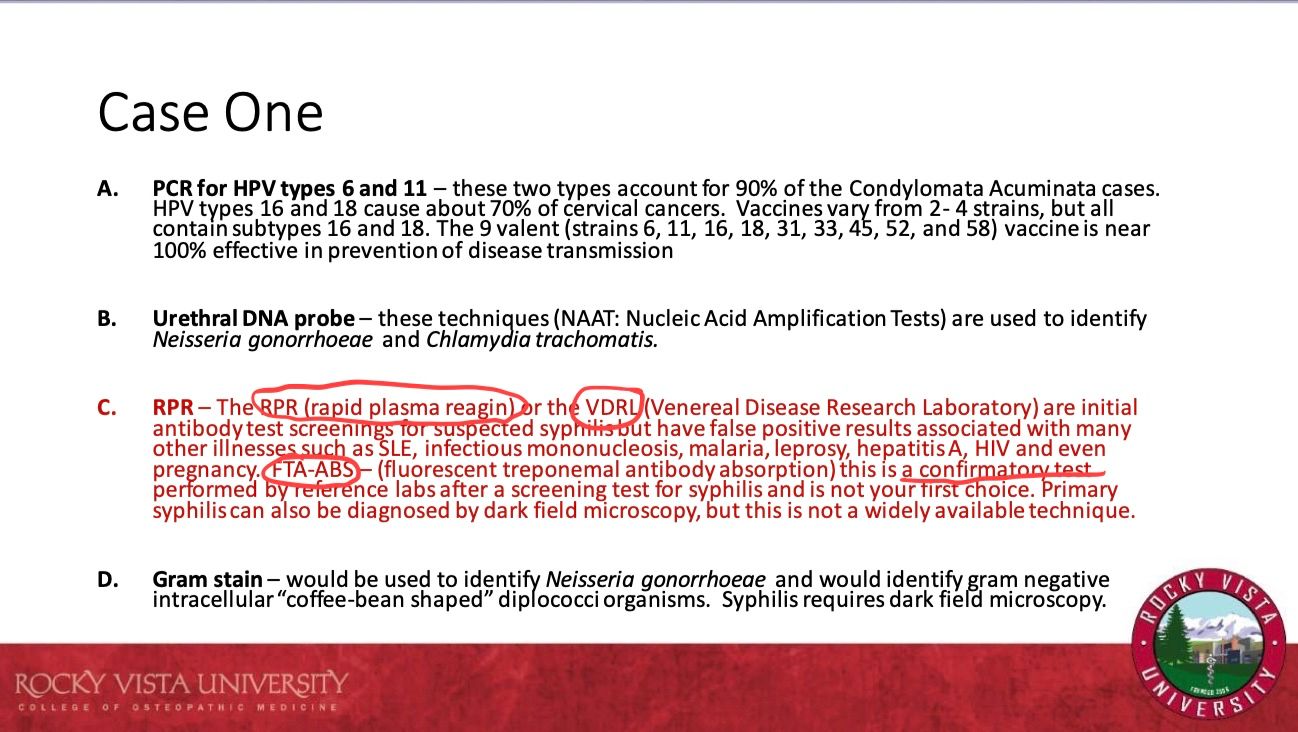 Case One
A. PCR for HPV types 6 and 11 – these two types account for 90% of the Condylomata Acuminata cases.
HPV types 16 and 18 cause about 70% of cervical cancers. Vaccines vary from 2- 4 strains, but all
contain subtypes 16 and 18. The 9 valent (strains 6, 11, 16, 18, 31, 33, 45, 52, and 58) vaccine is near
100% effective in prevention of disease transmission
B. Urethral DNA probe – these techniques (NAAT: Nucleic Acid Amplification Tests) are used to identify
Neisseria gonorrhoeae and Chlamydia trachomatis.
C. RPR – The RPR (rapid plasma reagin) or the VDRL (Venereal Disease Research Laboratory) are initial
antibody test screenings for suspected syphilis but have false positive results associated with many
other illnesses such as SLE, infectious mononucleosis, malaria, leprosy, hepatitis A, HIV and even
pregnancy. FTA-ABS – (fluorescent treponemal antibody absorption) this is a confirmatory test
performed by reference labs after a screening test for syphilis and is not your first choice. Primary
syphilis can also be diagnosed by dark field microscopy, but this is not a widely available technique.
D. Gram stain – would be used to identify Neisseria gonorrhoeae and would identify gram negative
intracellular “coffee-bean shaped” diplococci organisms. Syphilis requires dark field microscopy.
ROCKY VISTA UNIVERSITY
COLLEGE OF OSTEOPATHIC MEDICINE
ROCKY VISTA
UNIVERSITY
FOUNDED 2006